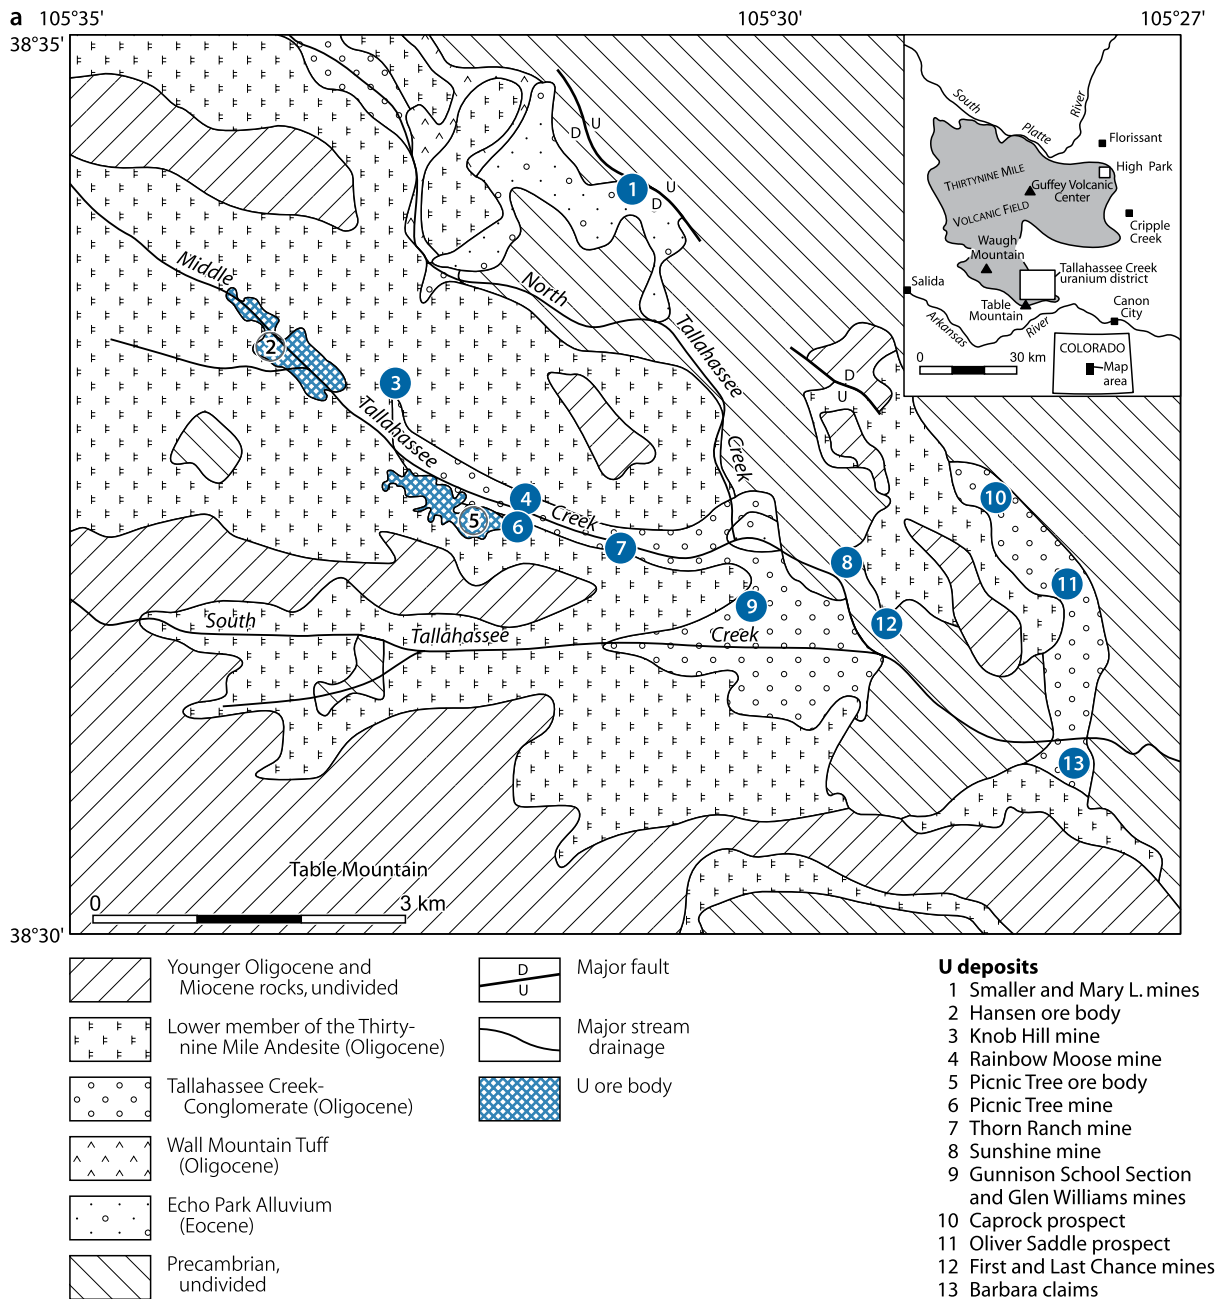 a 105°35' 105°30' 105°27'
38°35'
South
Platte
River
Florissant
High Park
THIRTYNINE MILE
Guffey Volcanic
Center
VOLCANIC FIELD
Cripple
Creek
Waugh
Mountain
Tallahassee Creek
uranium district
Salida
Table
Mountain
Canon
City
Arkansas
River
0 30 km
COLORADO
Map
area
D U
1
U
D
Middle
North
Tallahassee
Creek
2
3
D
U
Tallahassee
Creek
4
5
6
7
8
9
10
11
12
13
South
Tallahassee
Creek
Table Mountain
0 3 km
38°30'
Younger Oligocene and
Miocene rocks, undivided
Lower member of the Thirty-
nine Mile Andesite (Oligocene)
Tallahassee Creek-
Conglomerate (Oligocene)
Wall Mountain Tuff
(Oligocene)
Echo Park Alluvium
(Eocene)
Precambrian,
undivided
D
U
Major fault
Major stream
drainage
U ore body
U deposits
1 Smaller and Mary L. mines
2 Hansen ore body
3 Knob Hill mine
4 Rainbow Moose mine
5 Picnic Tree ore body
6 Picnic Tree mine
7 Thorn Ranch mine
8 Sunshine mine
9 Gunnison School Section
and Glen Williams mines
10 Caprock prospect
11 Oliver Saddle prospect
12 First and Last Chance mines
13 Barbara claims